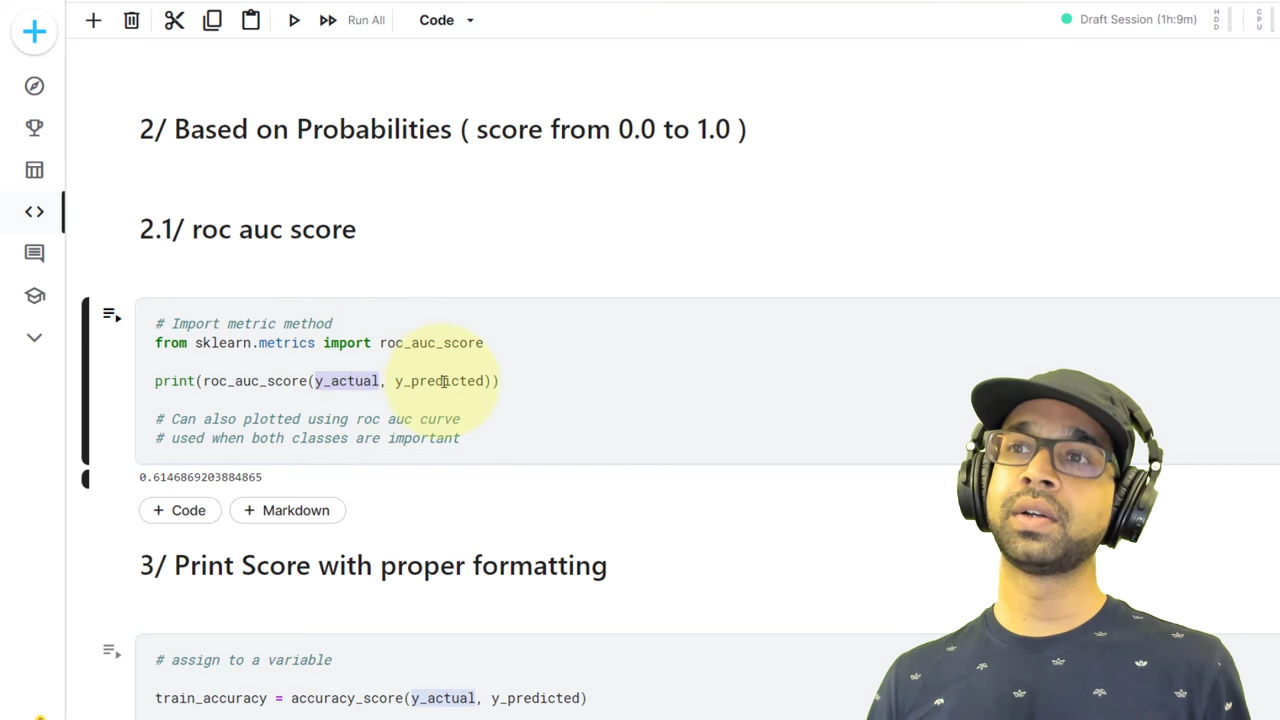 Run All
Code
Draft Session (1h:9m)
HDD
CPU
2/ Based on Probabilities ( score from 0.0 to 1.0 )
2.1/ roc auc score
# Import metric method
from sklearn.metrics import roc_auc_score
print(roc_auc_score(y_actual, y_predicted))
# Can also plotted using roc auc curve
# used when both classes are important
0.6146869203884865
+ Code
+ Markdown
3/ Print Score with proper formatting
# assign to a variable
train_accuracy = accuracy_score(y_actual, y_predicted)